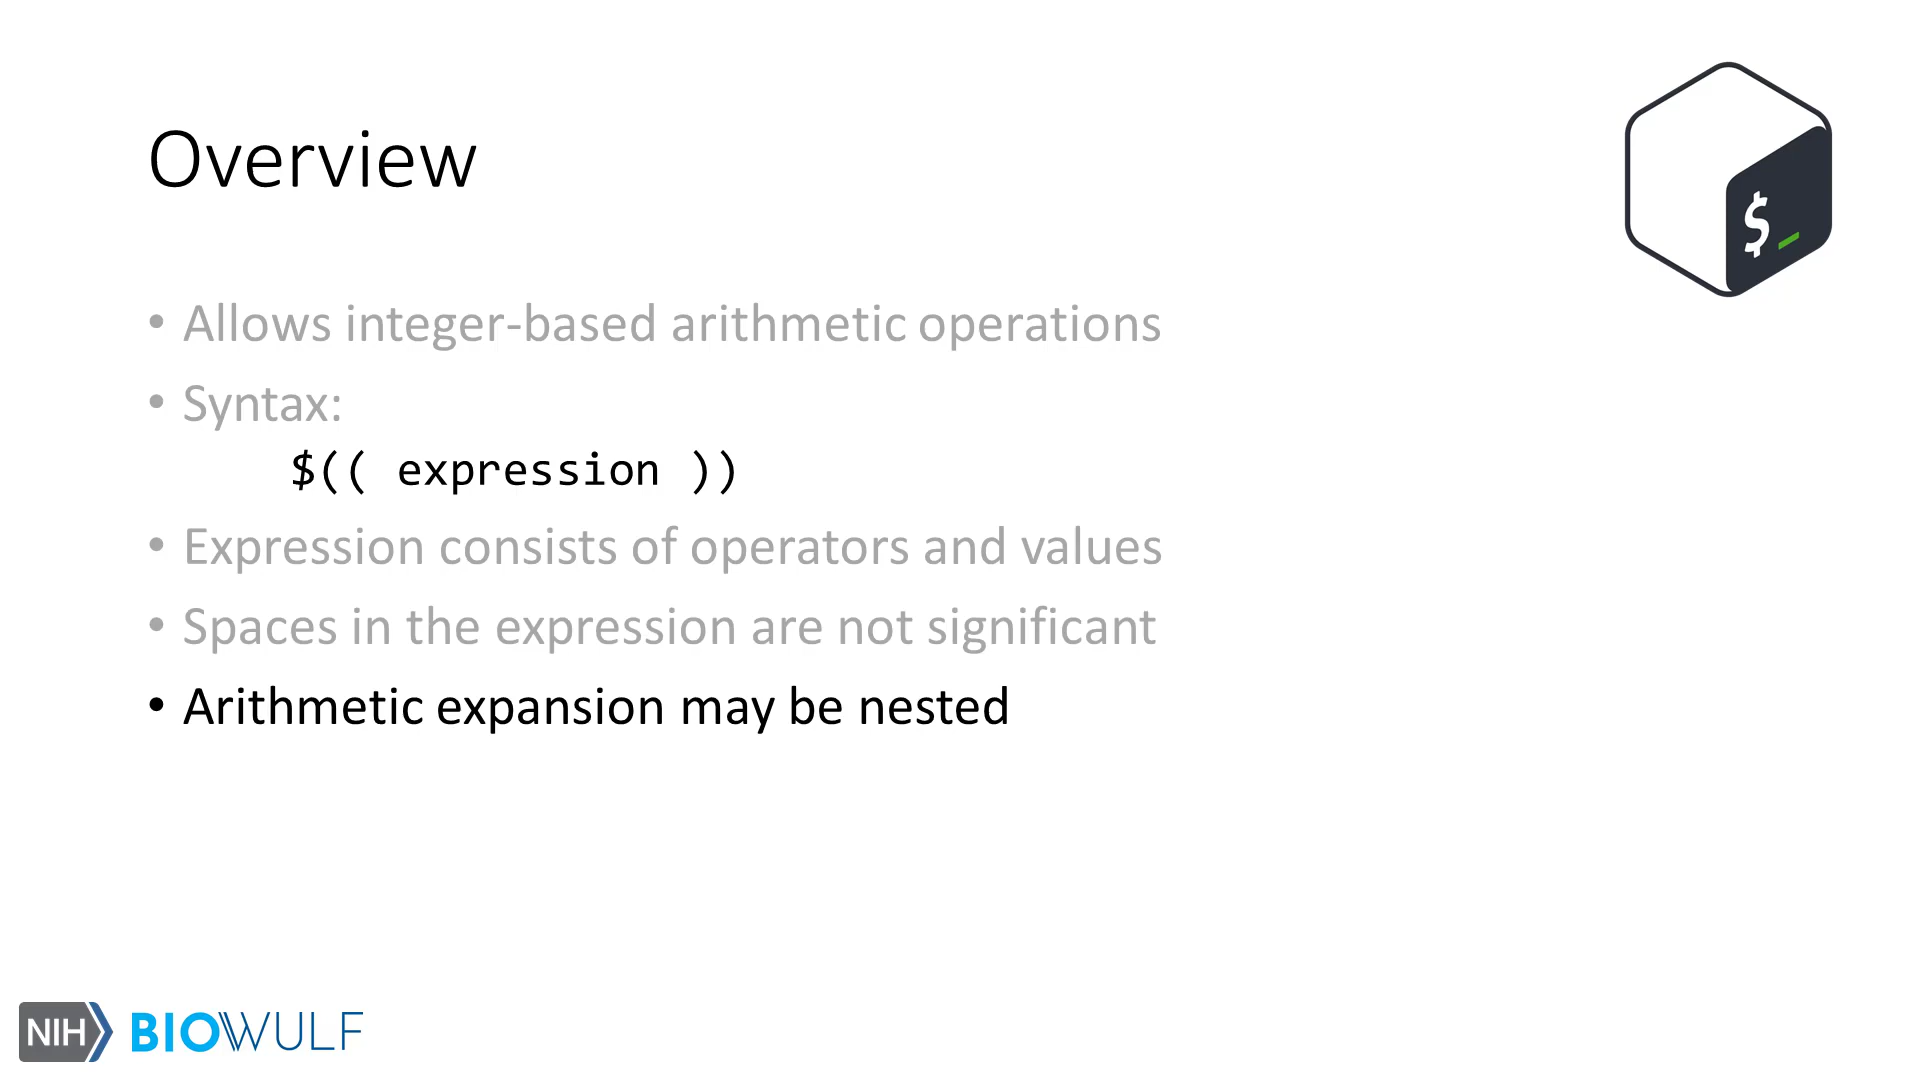 Overview
$_
• Allows integer-based arithmetic operations
• Syntax:
$(( expression ))
• Expression consists of operators and values
• Spaces in the expression are not significant
• Arithmetic expansion may be nested
NIH BIOWULF